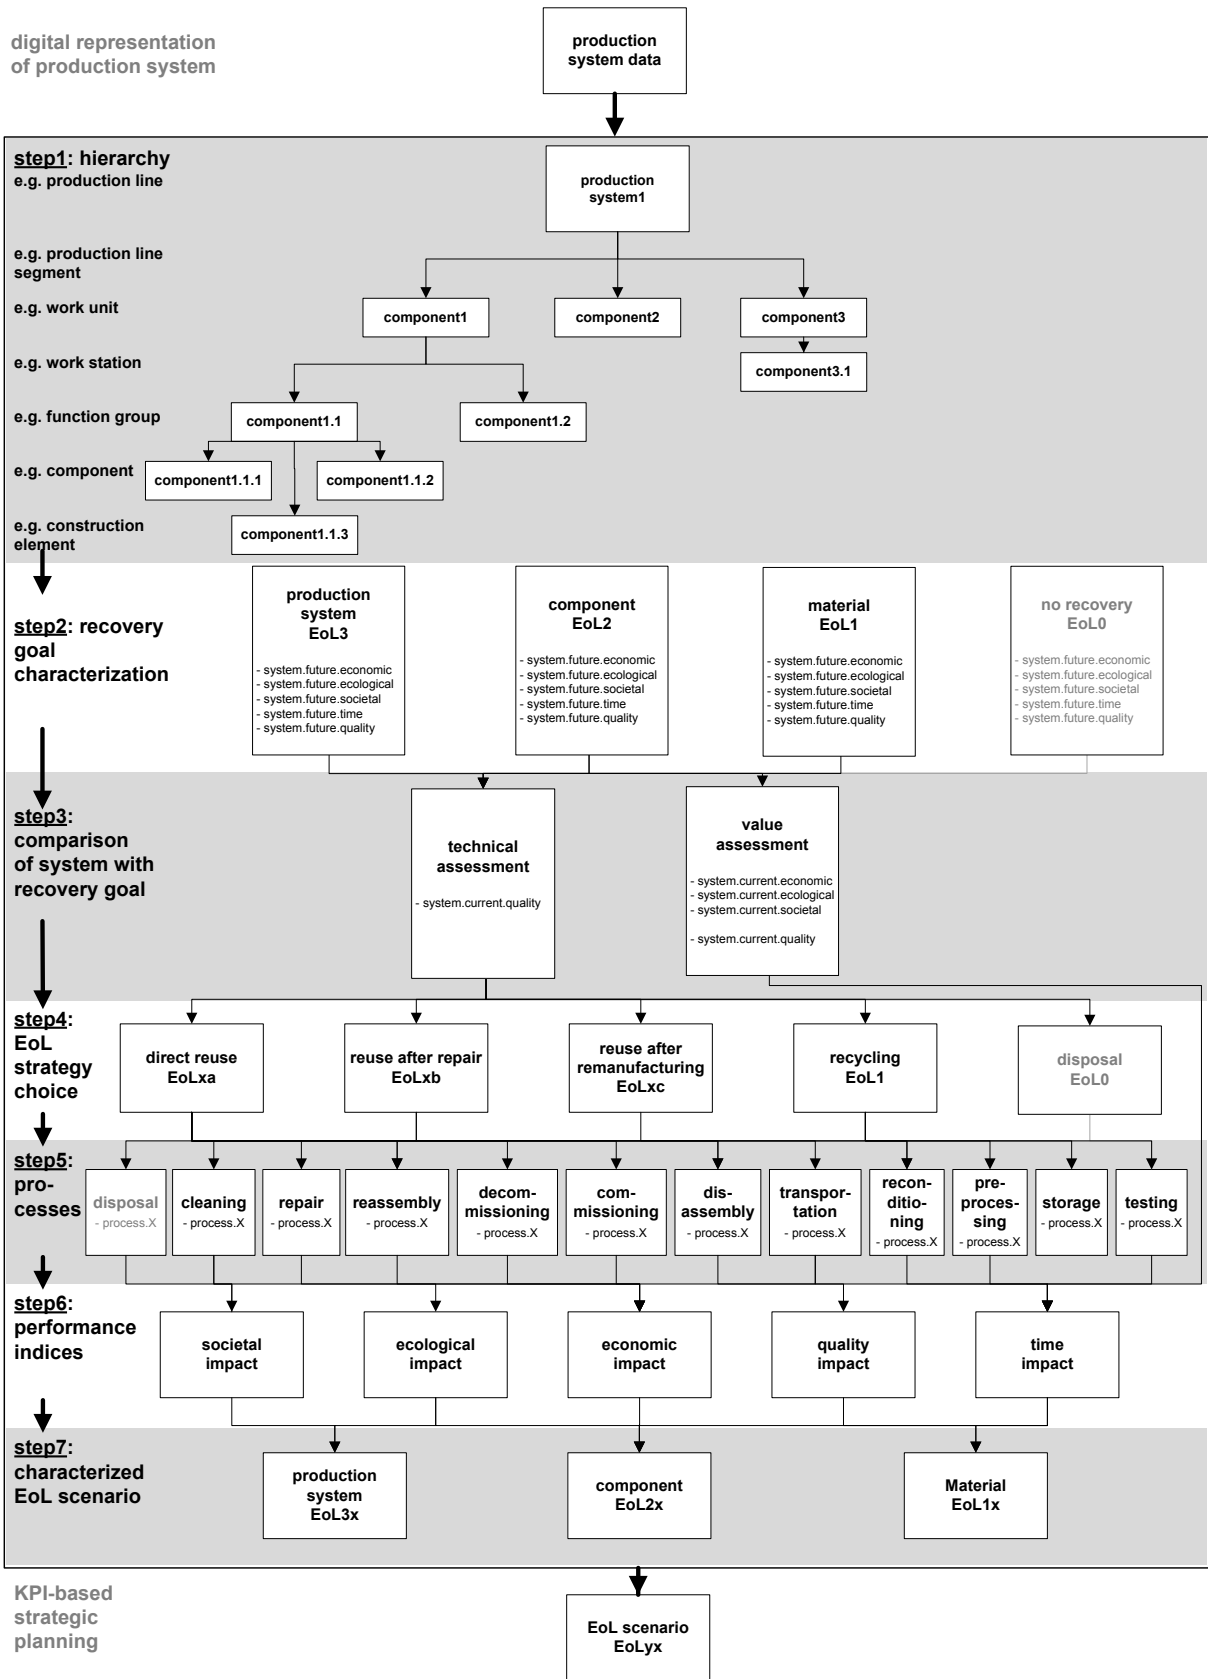 digital representation
of production system
production
system data
step1: hierarchy
e.g. production line
production
system1
e.g. production line
segment
e.g. work unit
component1
component2
component3
e.g. work station
component3.1
e.g. function group
component1.1
component1.2
e.g. component
component1.1.1
component1.1.2
e.g. construction
element
component1.1.3
step2: recovery
goal
characterization
production
system
EoL3
- system.future.economic
- system.future.ecological
- system.future.societal
- system.future.time
- system.future.quality
component
EoL2
- system.future.economic
- system.future.ecological
- system.future.societal
- system.future.time
- system.future.quality
material
EoL1
- system.future.economic
- system.future.ecological
- system.future.societal
- system.future.time
- system.future.quality
no recovery
EoL0
- system.future.economic
- system.future.ecological
- system.future.societal
- system.future.time
- system.future.quality
step3:
comparison
of system with
recovery goal
technical
assessment
- system.current.quality
value
assessment
- system.current.economic
- system.current.ecological
- system.current.societal
- system.current.quality
step4:
EoL
strategy
choice
direct reuse
EoLxa
reuse after repair
EoLxb
reuse after
remanufacturing
EoLxc
recycling
EoL1
disposal
EoL0
step5:
pro-
cesses
disposal
- process.X
cleaning
- process.X
repair
- process.X
reassembly
- process.X
decom-
missioning
- process.X
com-
missioning
- process.X
dis-
assembly
- process.X
transpor-
tation
- process.X
recon-
ditio-
ning
- process.X
pre-
proces-
sing
- process.X
storage
- process.X
testing
- process.X
step6:
performance
indices
societal
impact
ecological
impact
economic
impact
quality
impact
time
impact
step7:
characterized
EoL scenario
production
system
EoL3x
component
EoL2x
Material
EoL1x
KPI-based
strategic
planning
EoL scenario
EoLyx